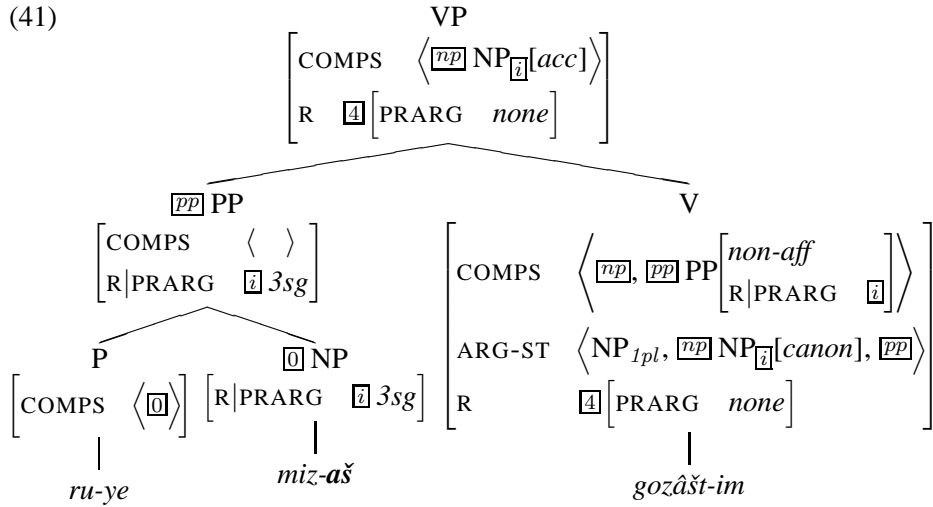 (41) VP
[COMPS ⟨[np] NP[i][acc]⟩
R [4][PRARG none]]
[pp] PP V
[COMPS ⟨ ⟩
R|PRARG [i] 3sg]
[COMPS ⟨[np], [pp] PP[non-aff
R|PRARG [i]]⟩
ARG-ST ⟨NP1pl, [np] NP[i][canon], [pp]⟩
R [4][PRARG none]]
P [0] NP
[COMPS ⟨[0]⟩] [R|PRARG [i] 3sg]
ru-ye miz-aš gozâšt-im